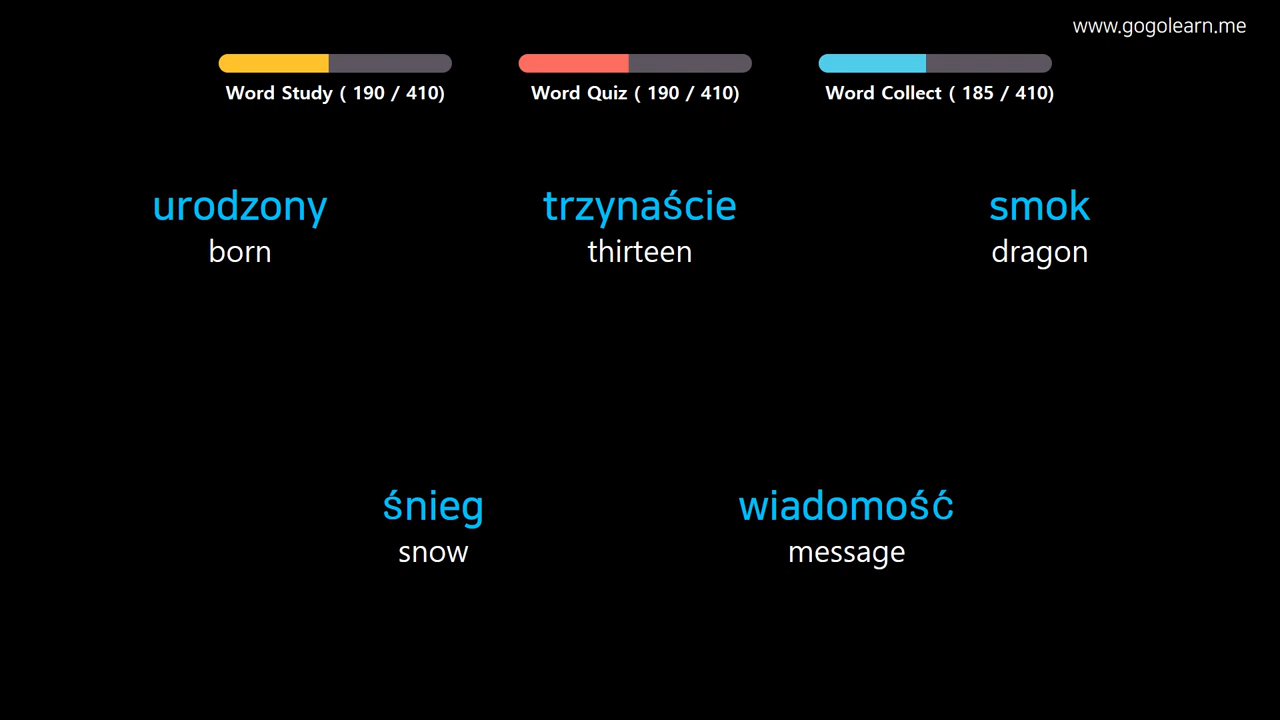 www.gogolearn.me
Word Study ( 190 / 410)
Word Quiz ( 190 / 410)
Word Collect ( 185 / 410)
urodzony
born
trzynaście
thirteen
smok
dragon
śnieg
snow
wiadomość
message